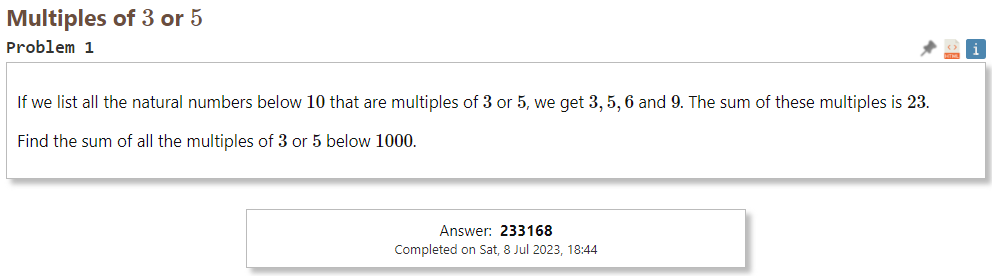 Multiples of 3 or 5
Problem 1
HTML
i
If we list all the natural numbers below 10 that are multiples of 3 or 5, we get 3, 5, 6 and 9. The sum of these multiples is 23.
Find the sum of all the multiples of 3 or 5 below 1000.
Answer: 233168
Completed on Sat, 8 Jul 2023, 18:44